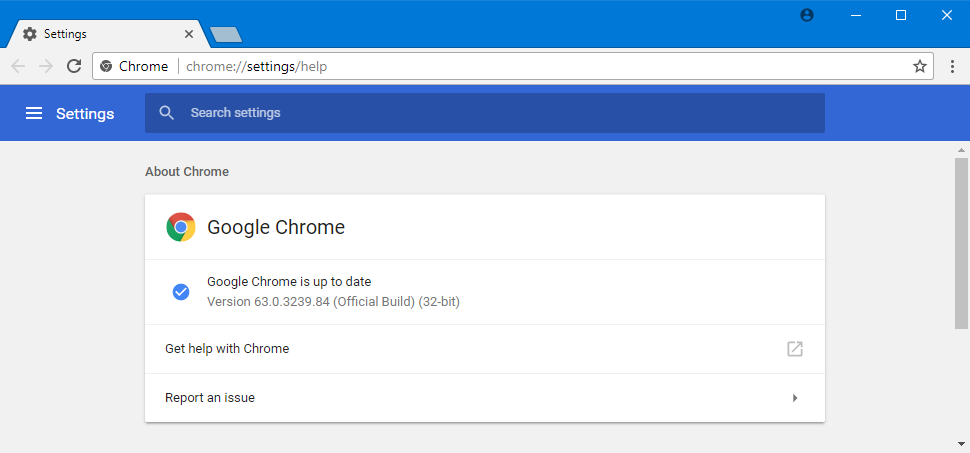 Settings
Chrome chrome://settings/help
Settings Search settings
About Chrome
Google Chrome
Google Chrome is up to date
Version 63.0.3239.84 (Official Build) (32-bit)
Get help with Chrome
Report an issue